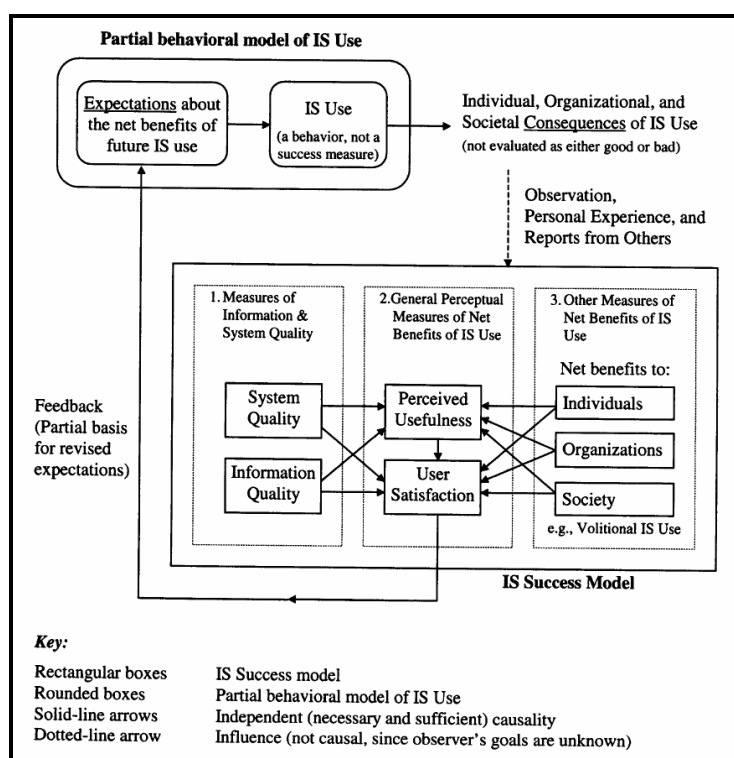 Partial behavioral model of IS Use
Expectations about
the net benefits of
future IS use
IS Use
(a behavior, not a
success measure)
Individual, Organizational, and
Societal Consequences of IS Use
(not evaluated as either good or bad)
Observation,
Personal Experience, and
Reports from Others
1. Measures of
Information &
System Quality
2. General Perceptual
Measures of Net
Benefits of IS Use
3. Other Measures of
Net Benefits of IS
Use
Net benefits to:
System
Quality
Information
Quality
Perceived
Usefulness
User
Satisfaction
Individuals
Organizations
Society
e.g., Volitional IS Use
Feedback
(Partial basis
for revised
expectations)
IS Success Model
Key:
Rectangular boxes IS Success model
Rounded boxes Partial behavioral model of IS Use
Solid-line arrows Independent (necessary and sufficient) causality
Dotted-line arrow Influence (not causal, since observer's goals are unknown)